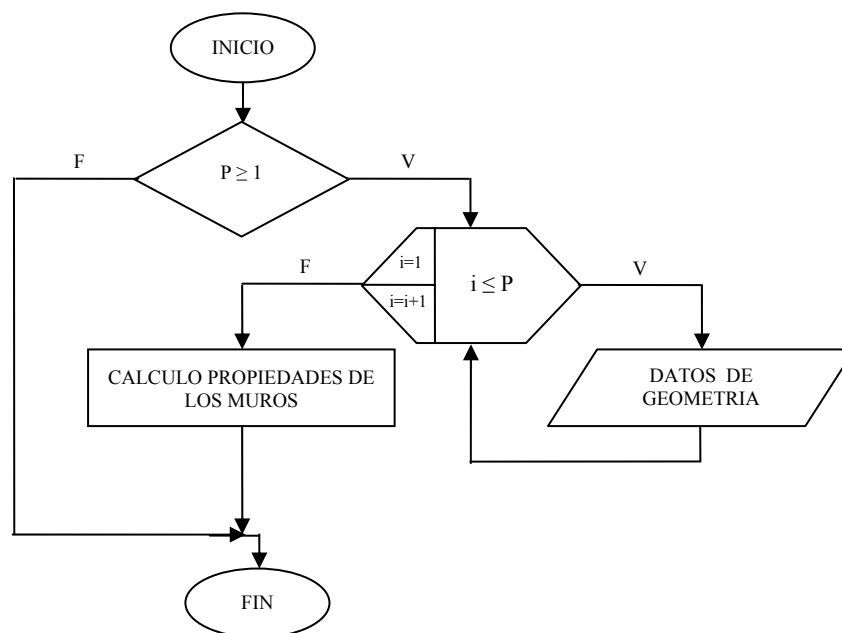 INICIO
F
P ≥ 1
V
i=1
i=i+1
i ≤ P
F
V
CALCULO PROPIEDADES DE
LOS MUROS
DATOS DE
GEOMETRIA
FIN